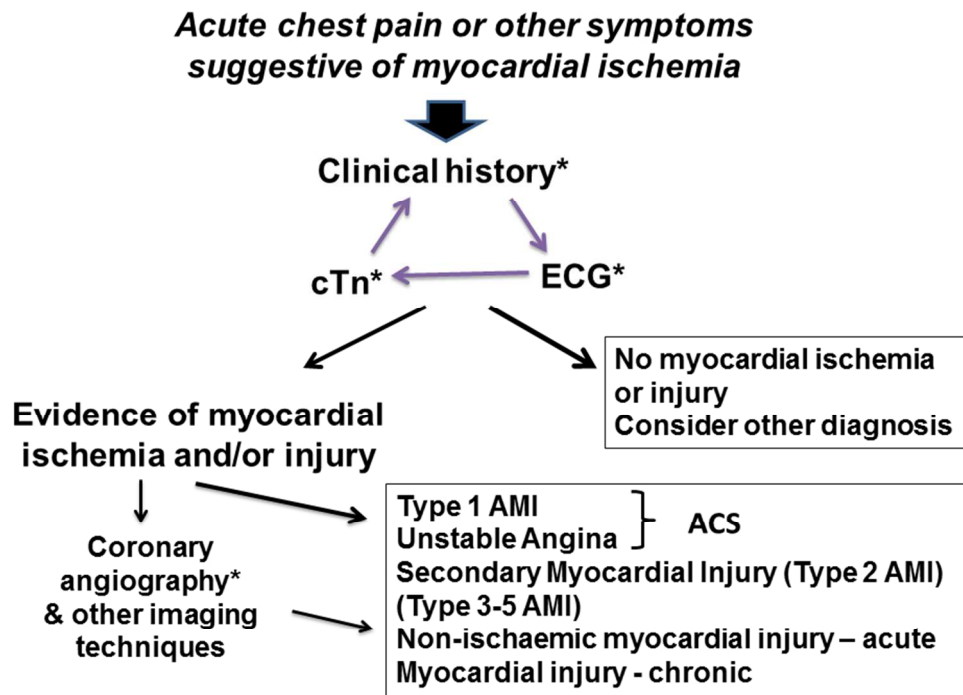 Acute chest pain or other symptoms
suggestive of myocardial ischemia
Clinical history*
cTn*
ECG*
No myocardial ischemia
or injury
Consider other diagnosis
Evidence of myocardial
ischemia and/or injury
Coronary
angiography*
& other imaging
techniques
Type 1 AMI
Unstable Angina
ACS
Secondary Myocardial Injury (Type 2 AMI)
(Type 3-5 AMI)
Non-ischaemic myocardial injury – acute
Myocardial injury - chronic